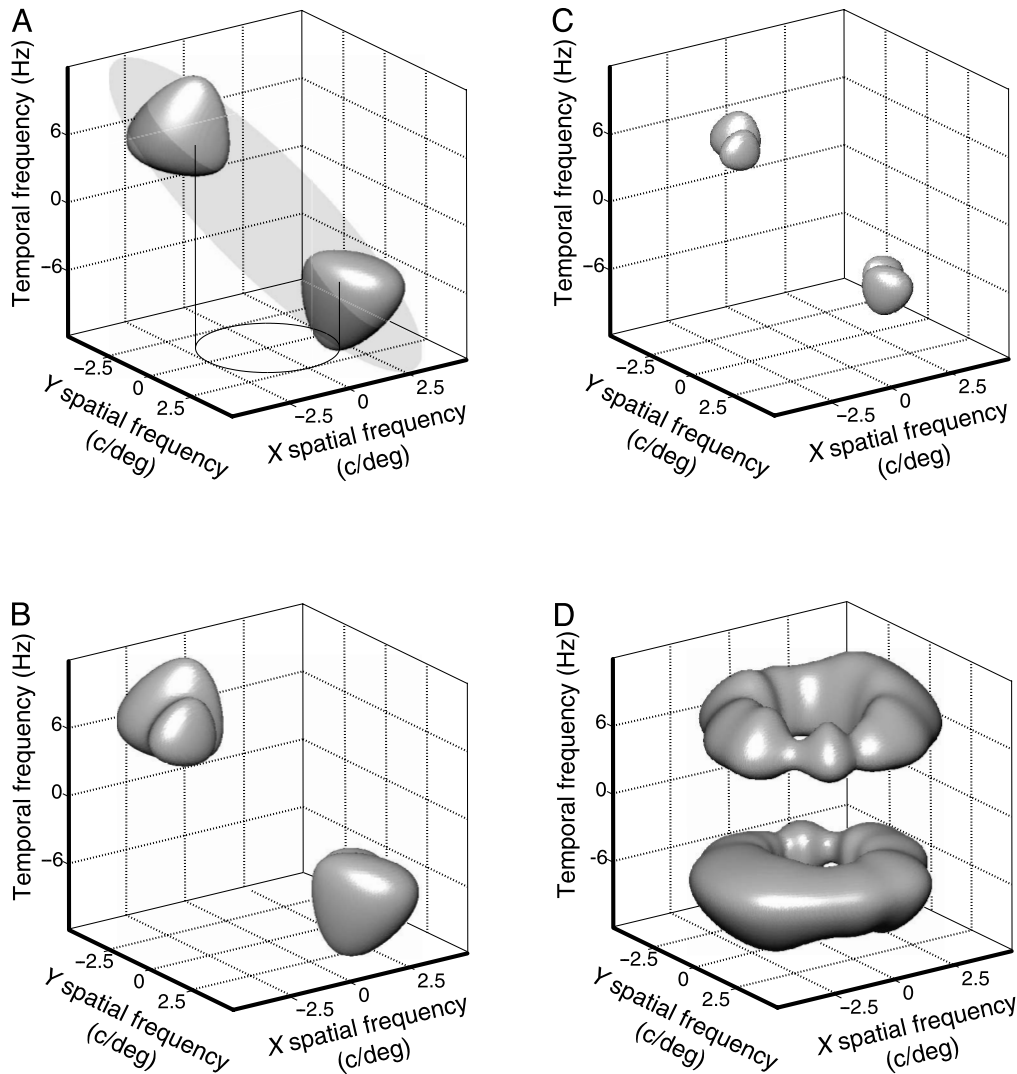 A
Temporal frequency (Hz)
6
0
−6
−2.5
0
2.5
Y spatial frequency
(c/deg)
−2.5
0
2.5
X spatial frequency
(c/deg)
C
Temporal frequency (Hz)
6
0
−6
−2.5
0
2.5
Y spatial frequency
(c/deg)
−2.5
0
2.5
X spatial frequency
(c/deg)
B
Temporal frequency (Hz)
6
0
−6
−2.5
0
2.5
Y spatial frequency
(c/deg)
−2.5
0
2.5
X spatial frequency
(c/deg)
D
Temporal frequency (Hz)
6
0
−6
−2.5
0
2.5
Y spatial frequency
(c/deg)
−2.5
0
2.5
X spatial frequency
(c/deg)